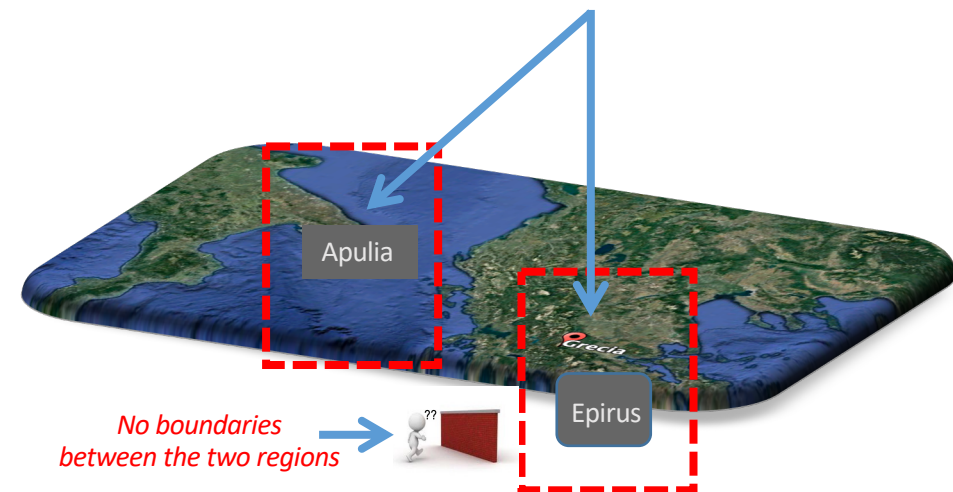 Apulia
Grecia
Epirus
??
No boundaries
between the two regions